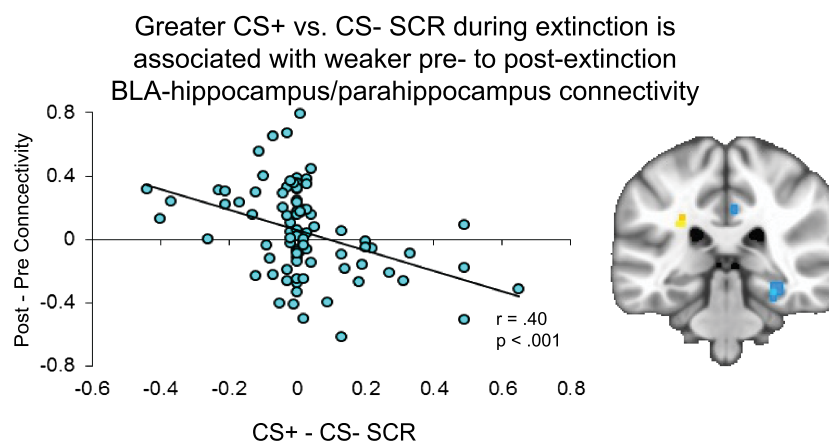 Greater CS+ vs. CS- SCR during extinction is
associated with weaker pre- to post-extinction
BLA-hippocampus/parahippocampus connectivity
0.8
0.4
0
-0.4
-0.8
Post - Pre Conncectivity
r = .40
p < .001
-0.6 -0.4 -0.2 0 0.2 0.4 0.6 0.8
CS+ - CS- SCR